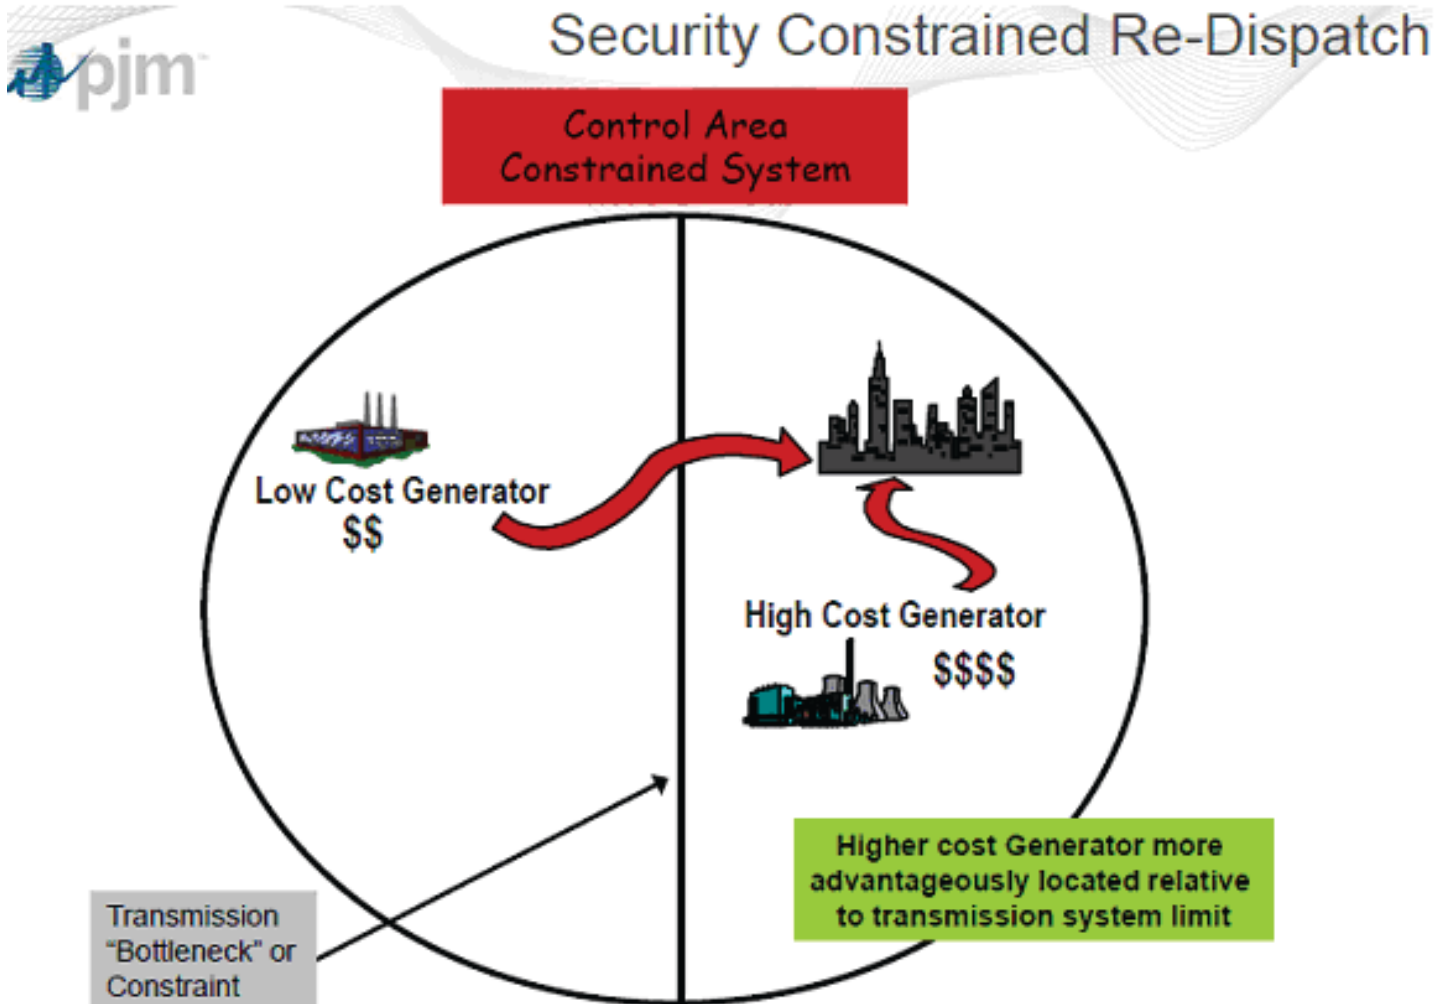 pjm™
Security Constrained Re-Dispatch
Control Area
Constrained System
Low Cost Generator
$$
High Cost Generator
$$$$
Higher cost Generator more
advantageously located relative
to transmission system limit
Transmission
"Bottleneck" or
Constraint